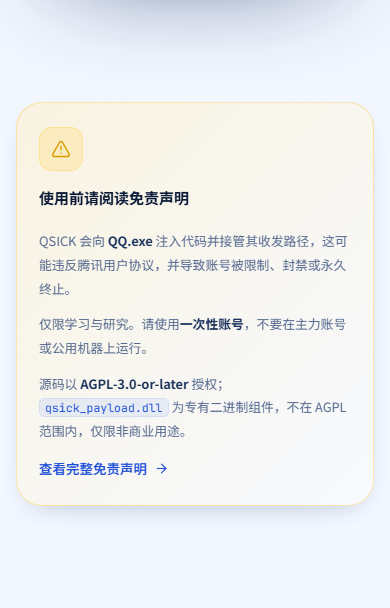 使用前请阅读免责声明
QSICK 会向 QQ.exe 注入代码并接管其收发路径，这可
能违反腾讯用户协议，并导致账号被限制、封禁或永久
终止。
仅限学习与研究。请使用一次性账号，不要在主力账号
或公用机器上运行。
源码以 AGPL-3.0-or-later 授权；
qsick_payload.dll 为专有二进制组件，不在 AGPL
范围内，仅限非商业用途。
查看完整免责声明 →